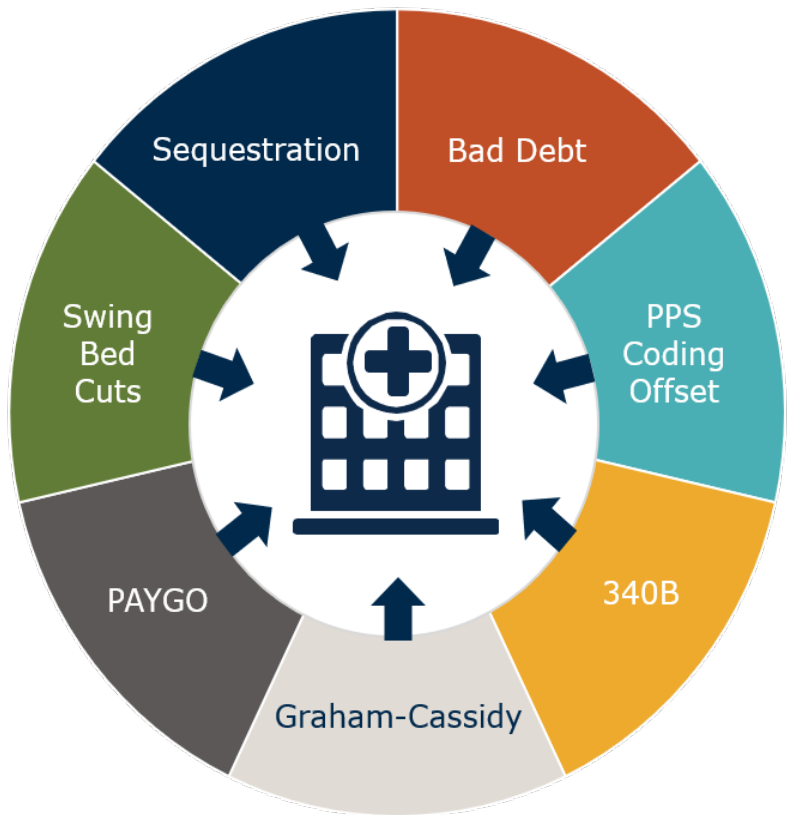 Sequestration
Bad Debt
PPS
Coding
Offset
340B
Graham-Cassidy
PAYGO
Swing
Bed
Cuts